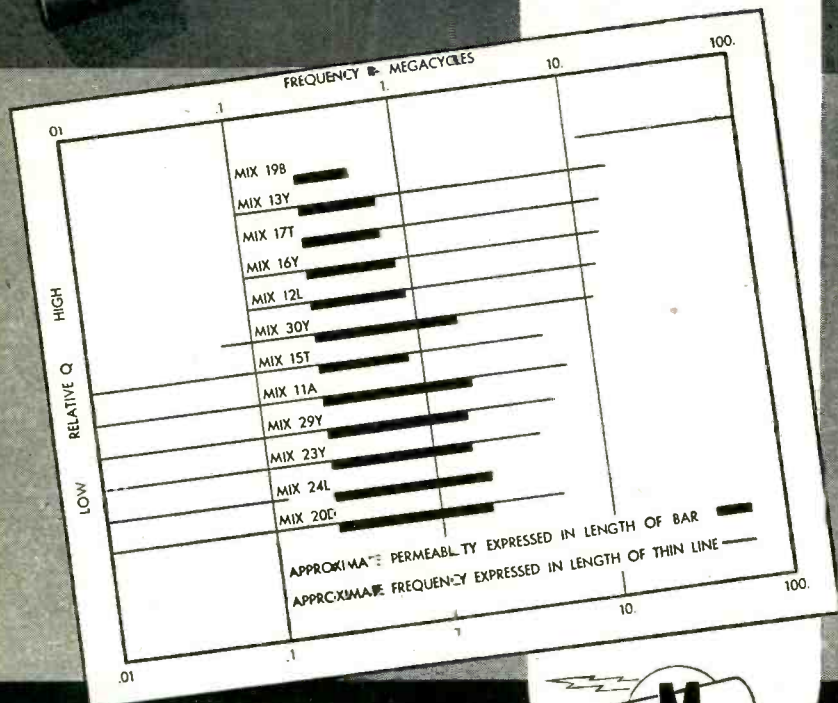 FREQUENCY MEGACYCLES
01 .1 1. 10. 100.
MIX 19B
MIX 13Y
MIX 17T
MIX 16Y
MIX 12L
MIX 30Y
MIX 15T
MIX 11A
MIX 29Y
MIX 23Y
MIX 24L
MIX 20D
LOW RELATIVE Q HIGH
APPROXIMATE PERMEABILITY EXPRESSED IN LENGTH OF BAR
APPROXIMATE FREQUENCY EXPRESSED IN LENGTH OF THIN LINE
.01 .1 1 10. 100.